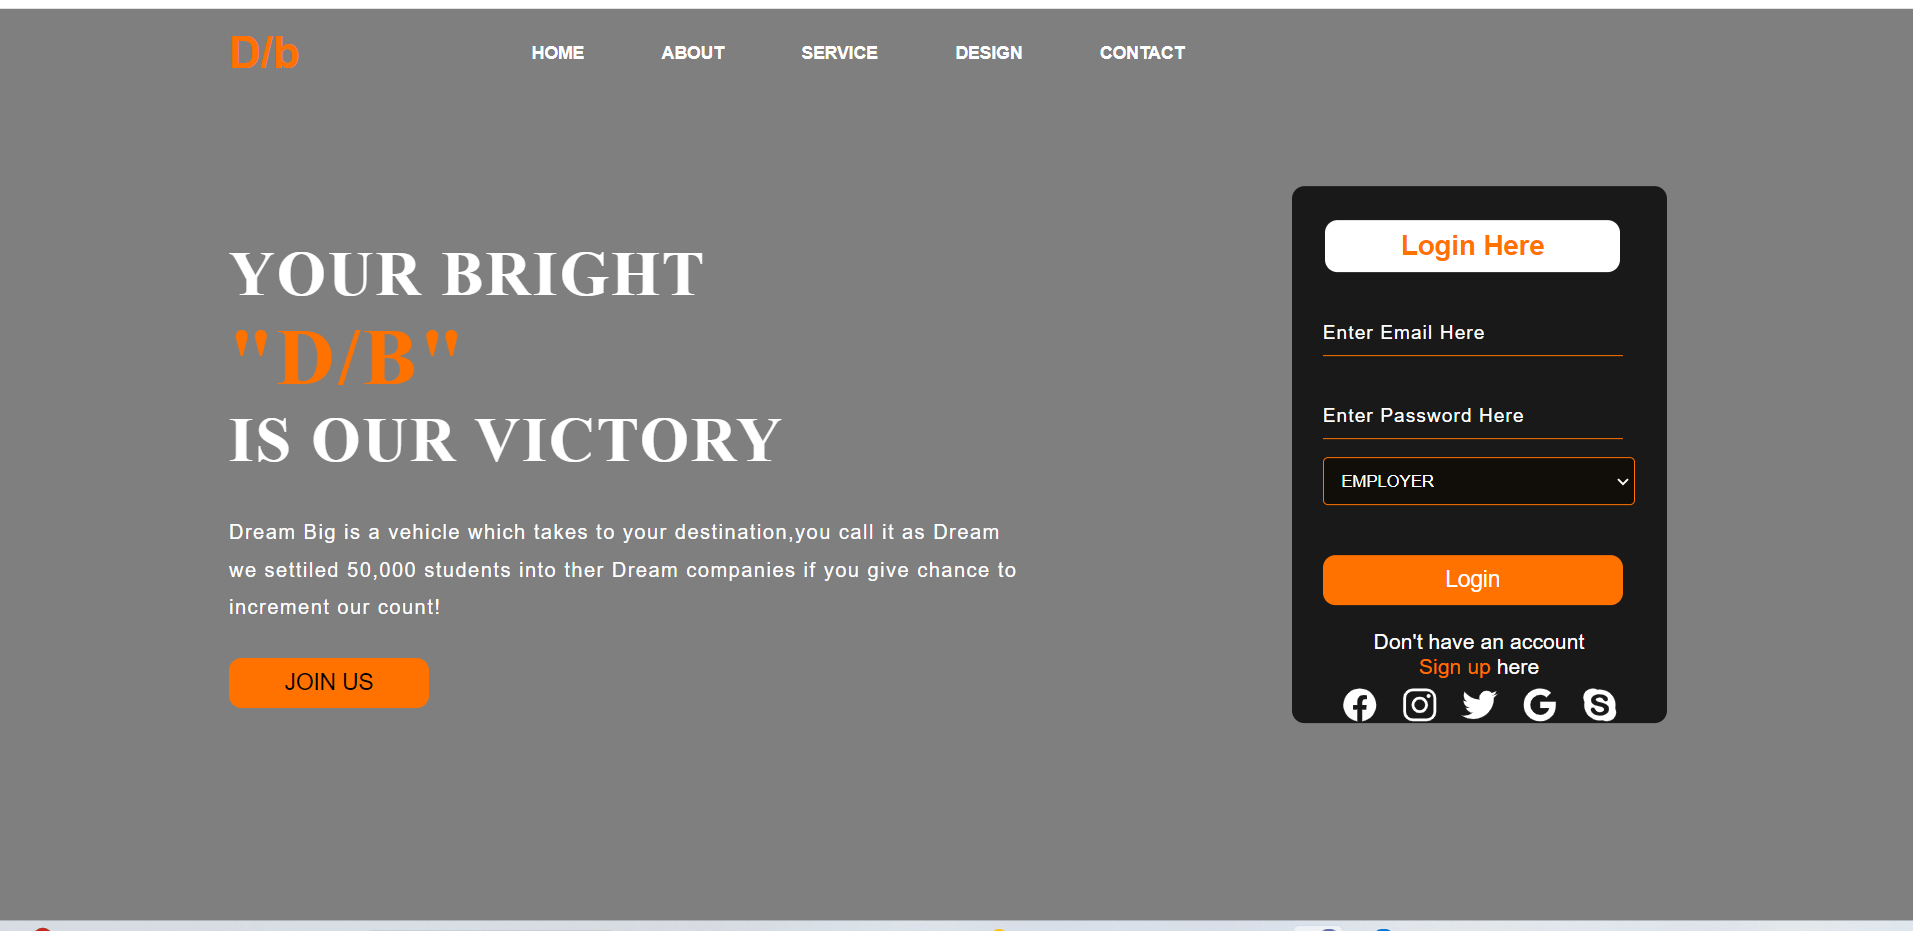 D/b
HOME ABOUT SERVICE DESIGN CONTACT
YOUR BRIGHT
"D/B"
IS OUR VICTORY
Dream Big is a vehicle which takes to your destination,you call it as Dream
we settiled 50,000 students into ther Dream companies if you give chance to
increment our count!
JOIN US
Login Here
Enter Email Here
Enter Password Here
EMPLOYER
Login
Don't have an account
Sign up here